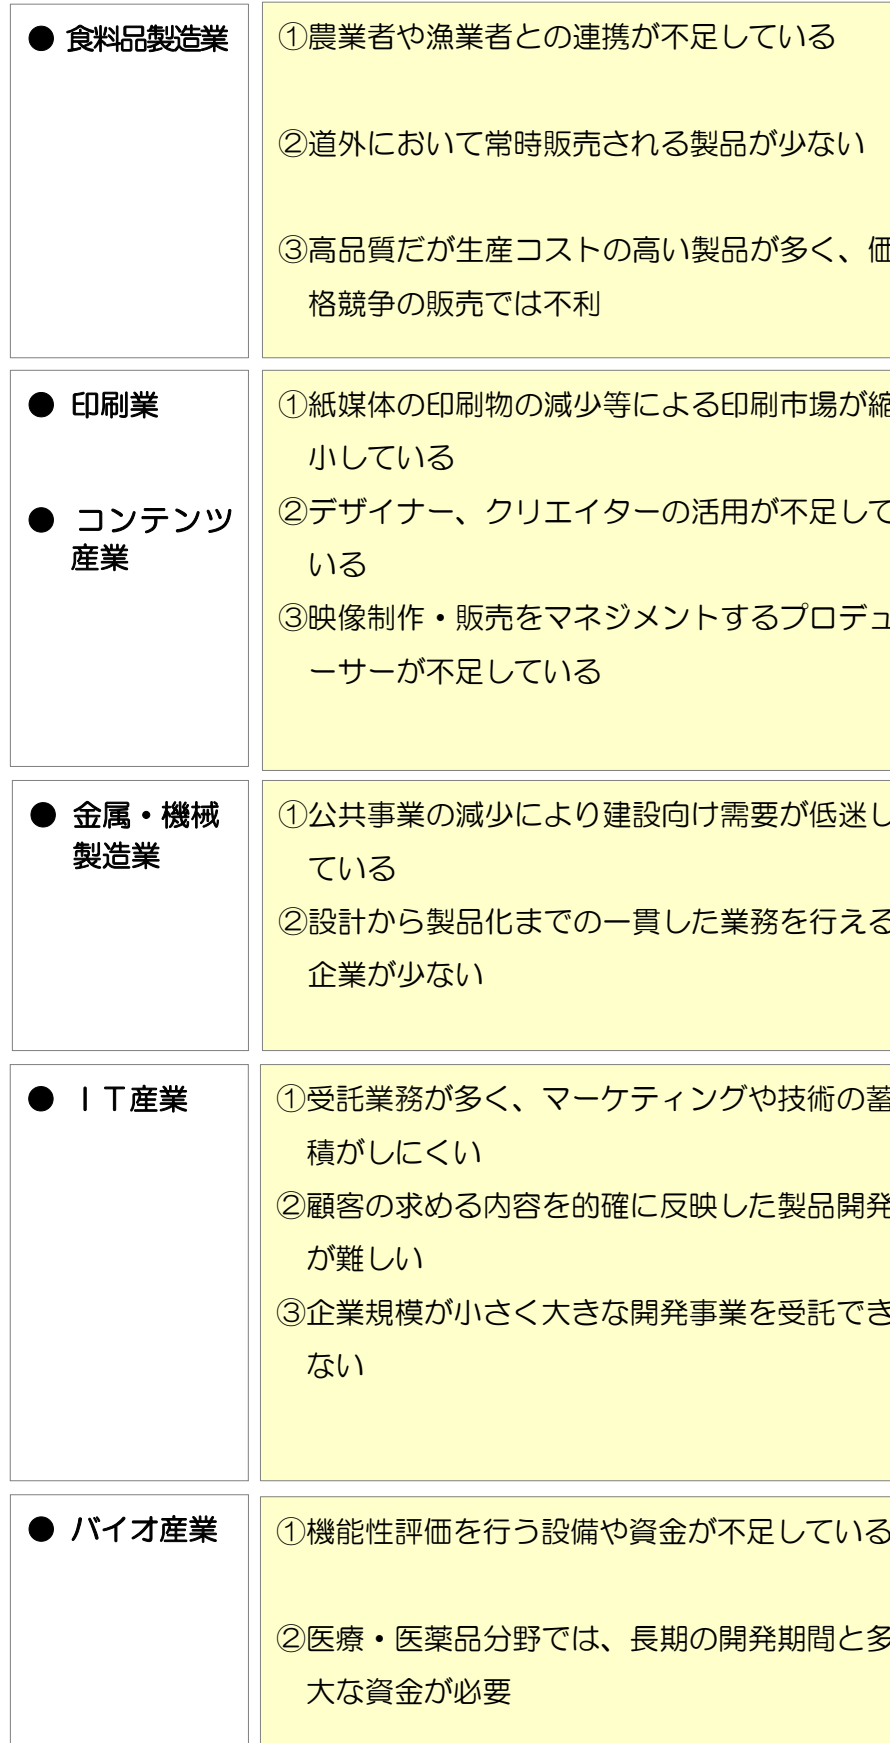 ● 食料品製造業
①農業者や漁業者との連携が不足している
②道外において常時販売される製品が少ない
③高品質だが生産コストの高い製品が多く、価
格競争の販売では不利
● 印刷業
● コンテンツ
産業
①紙媒体の印刷物の減少等による印刷市場が縮
小している
②デザイナー、クリエイターの活用が不足して
いる
③映像制作・販売をマネジメントするプロデュ
ーサーが不足している
● 金属・機械
製造業
①公共事業の減少により建設向け需要が低迷し
ている
②設計から製品化までの一貫した業務を行える
企業が少ない
● ＩＴ産業
①受託業務が多く、マーケティングや技術の蓄
積がしにくい
②顧客の求める内容を的確に反映した製品開発
が難しい
③企業規模が小さく大きな開発事業を受託でき
ない
● バイオ産業
①機能性評価を行う設備や資金が不足している
②医療・医薬品分野では、長期の開発期間と多
大な資金が必要